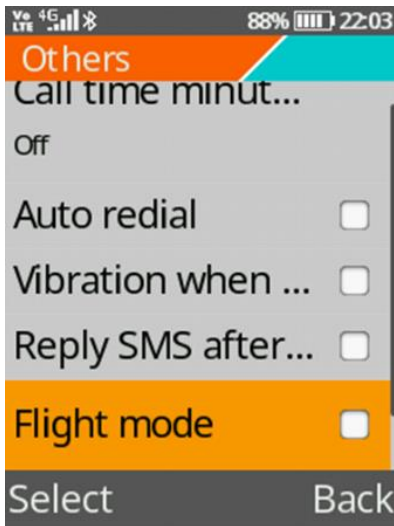 Vo LTE 4G 88% 22:03
Others
Call time minut...
Off
Auto redial
Vibration when ...
Reply SMS after...
Flight mode
Select Back